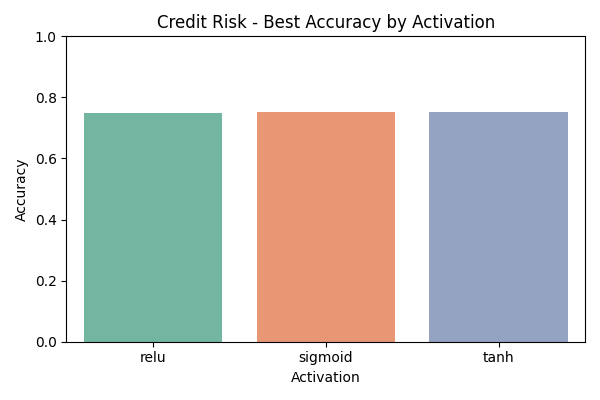 Credit Risk - Best Accuracy by Activation
1.0
0.8
0.6
0.4
0.2
0.0
Accuracy
relu sigmoid tanh
Activation